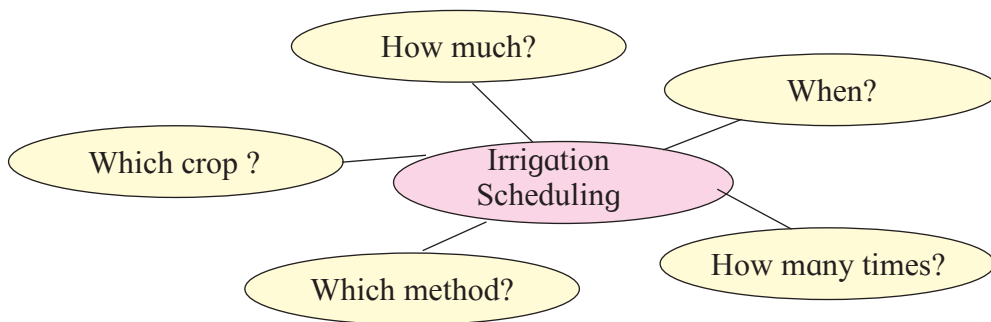 How much?
When?
Which crop ?
Irrigation
Scheduling
How many times?
Which method?